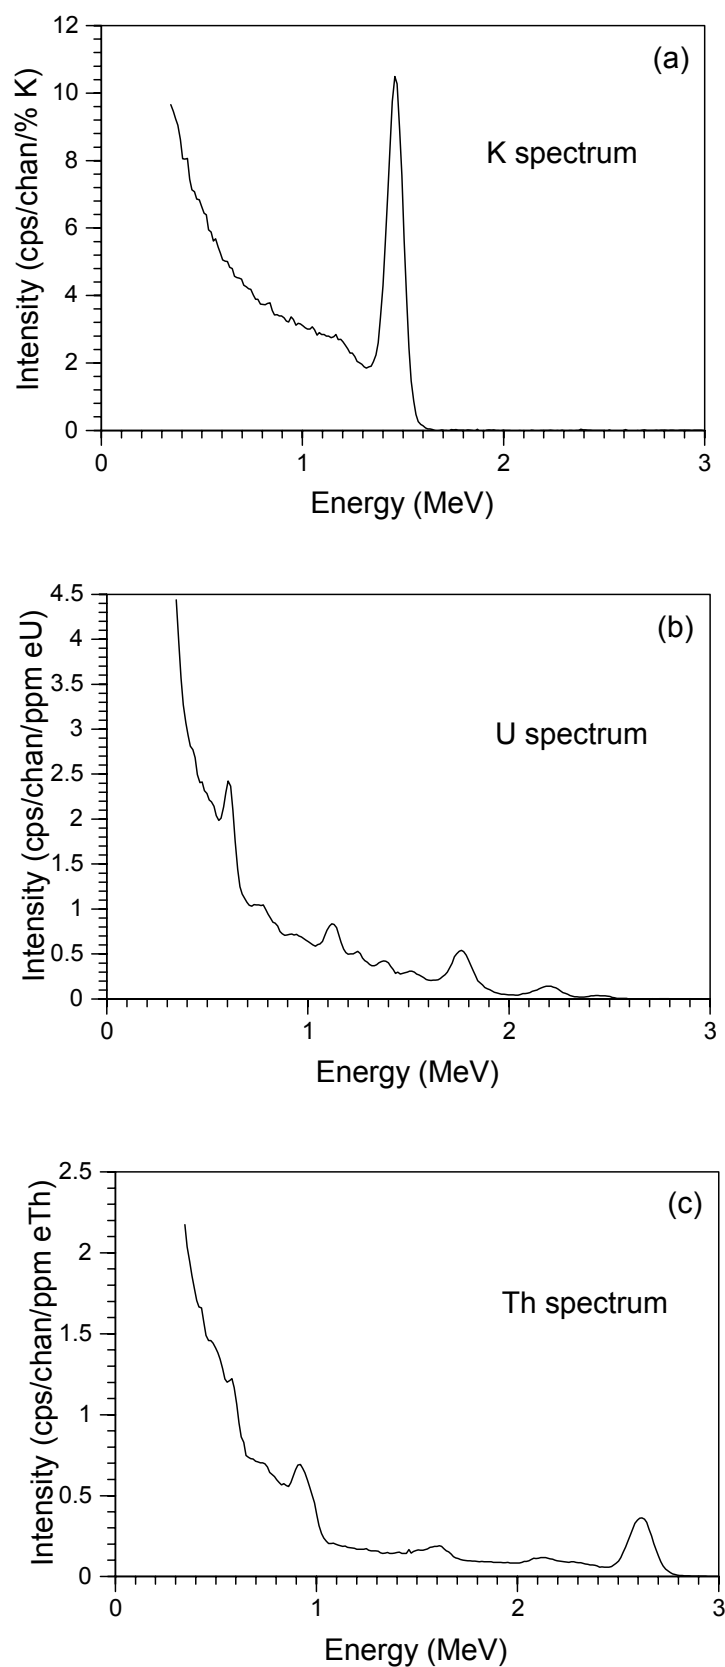 12
(a)
10
K spectrum
8
6
4
2
0
Intensity (cps/chan/% K)
0 1 2 3
Energy (MeV)
4.5
(b)
4
3.5
U spectrum
3
2.5
2
1.5
1
0.5
0
Intensity (cps/chan/ppm eU)
0 1 2 3
Energy (MeV)
2.5
(c)
2
Th spectrum
1.5
1
0.5
0
Intensity (cps/chan/ppm eTh)
0 1 2 3
Energy (MeV)